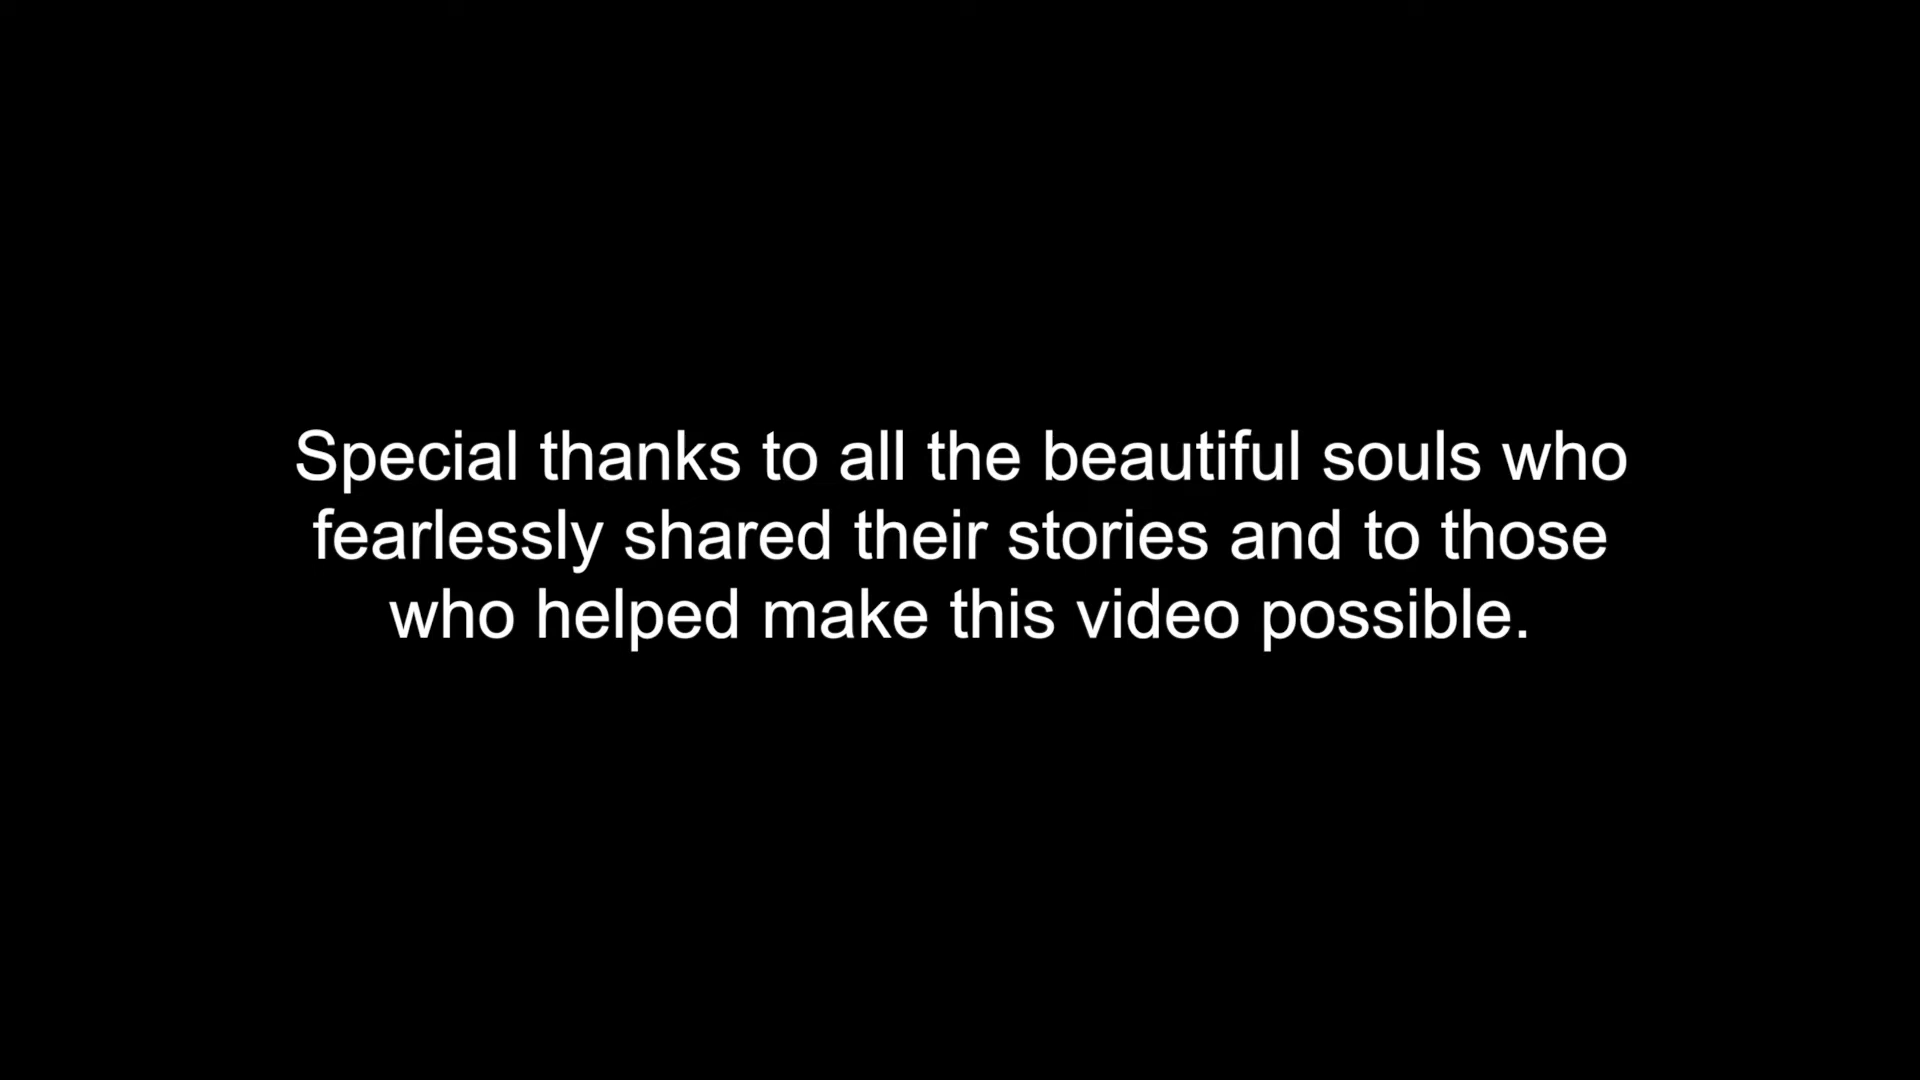 Special thanks to all the beautiful souls who
fearlessly shared their stories and to those
who helped make this video possible.